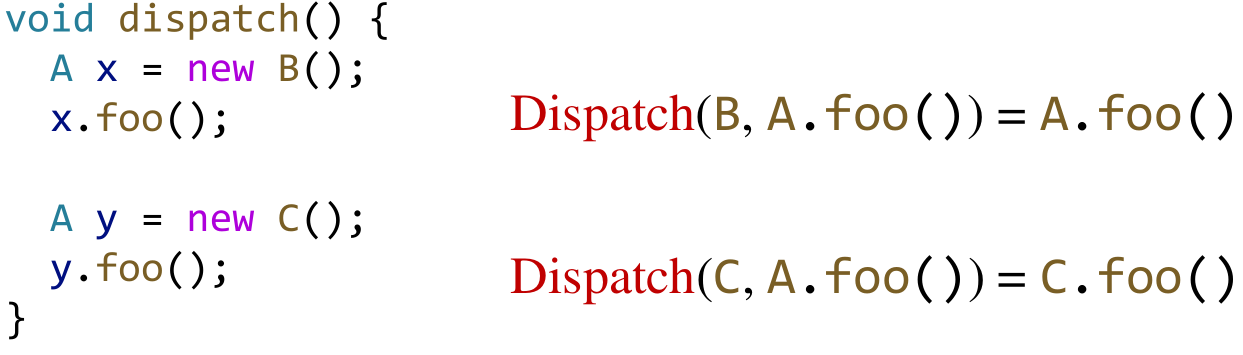 void dispatch() {
  A x = new B();
  x.foo();
Dispatch(B, A.foo()) = A.foo()
  A y = new C();
  y.foo();
Dispatch(C, A.foo()) = C.foo()
}